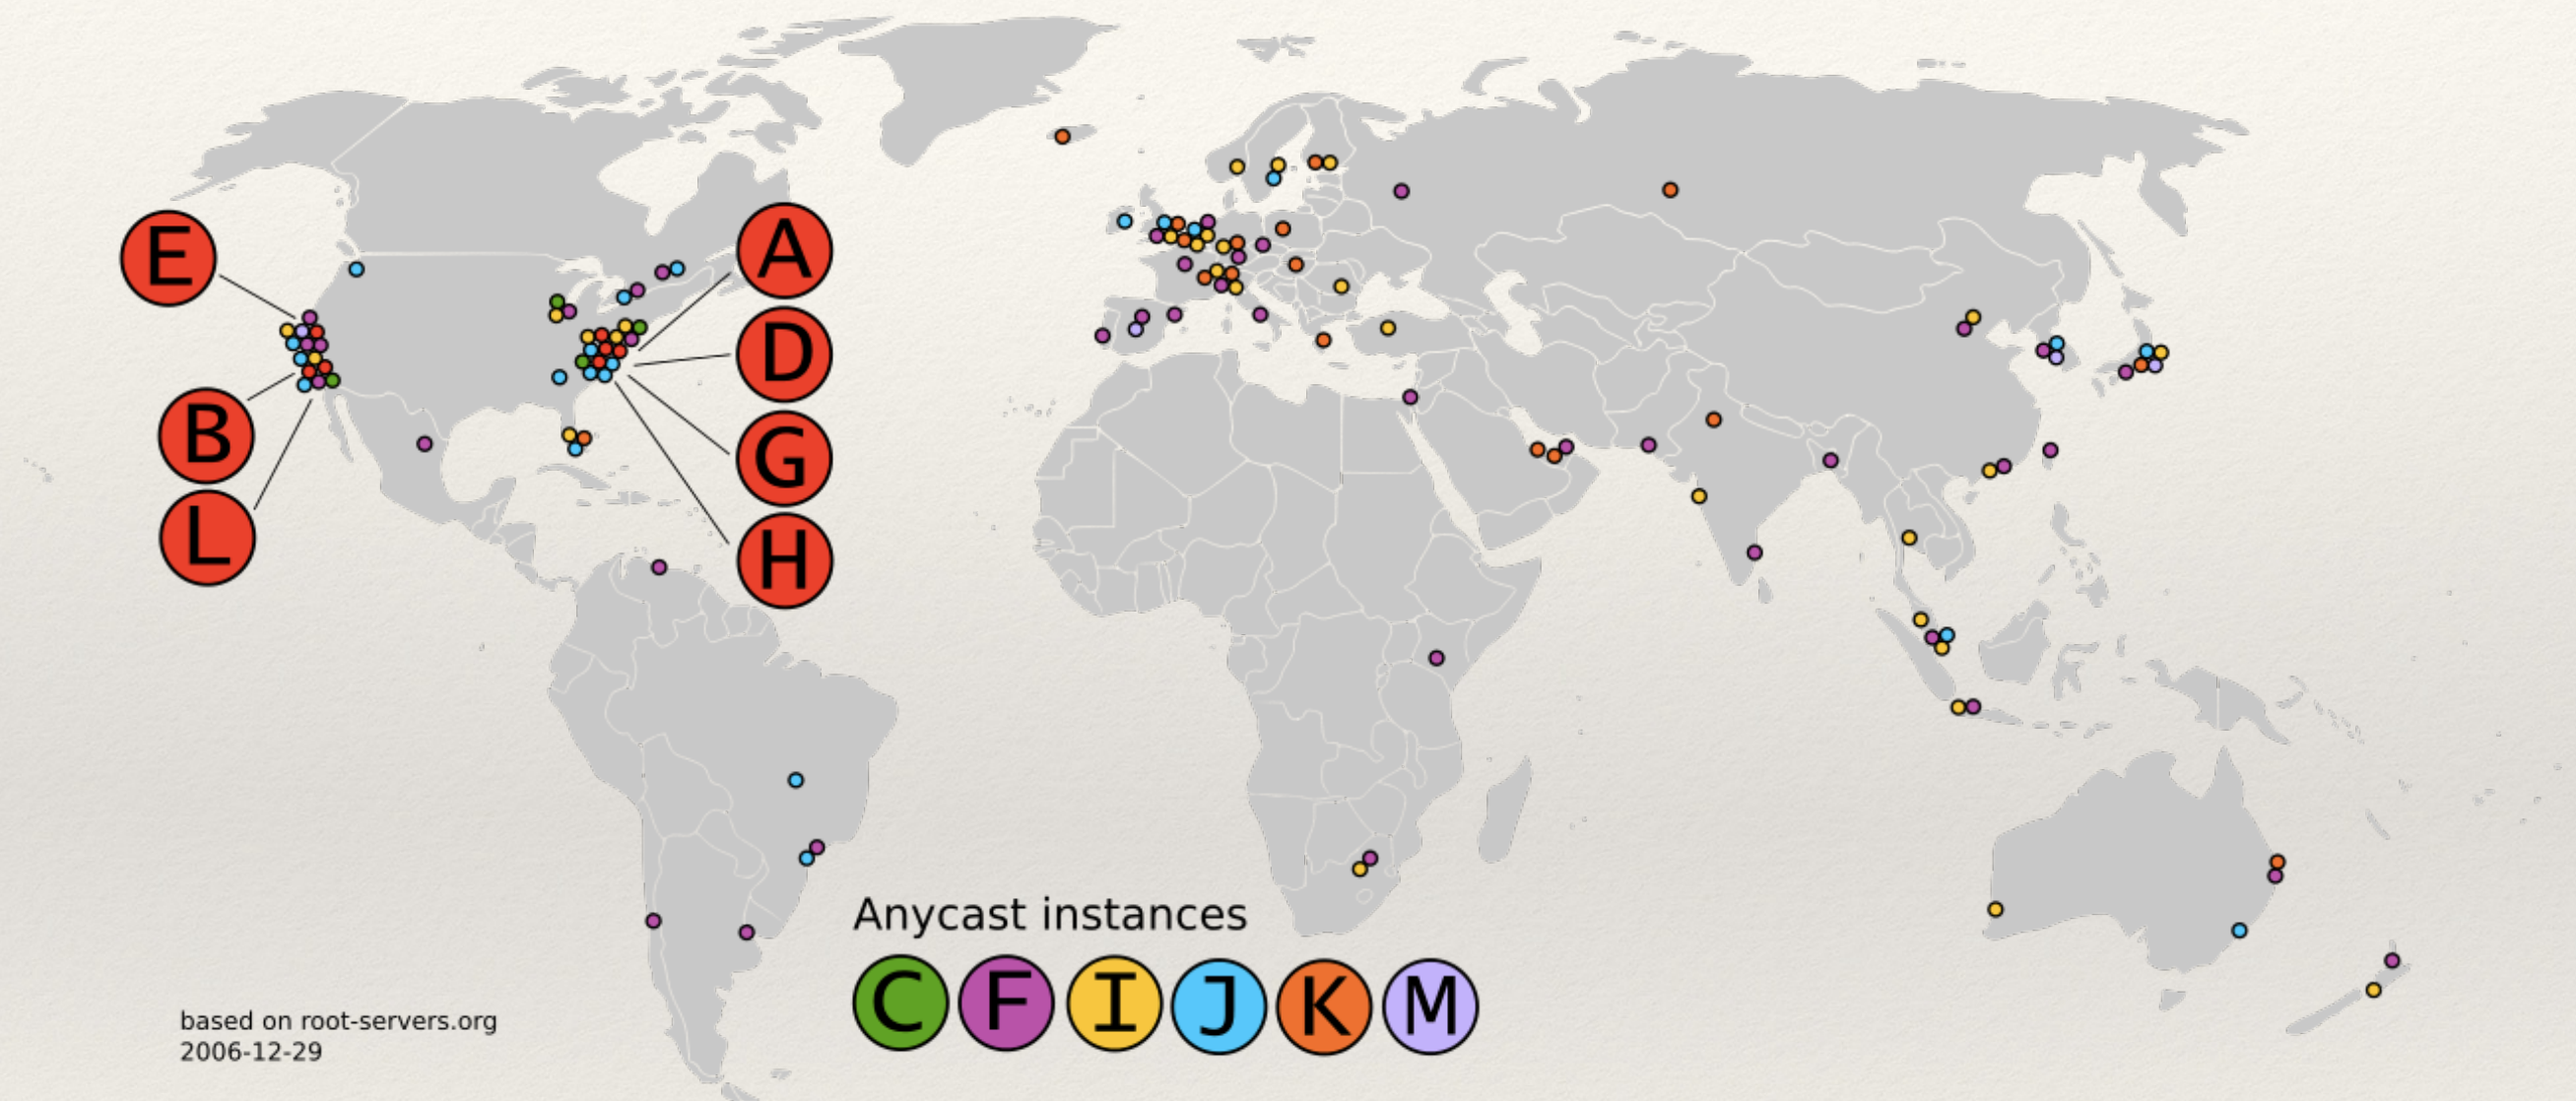 E
B
L
A
D
G
H
Anycast instances
C F I J K M
based on root-servers.org
2006-12-29